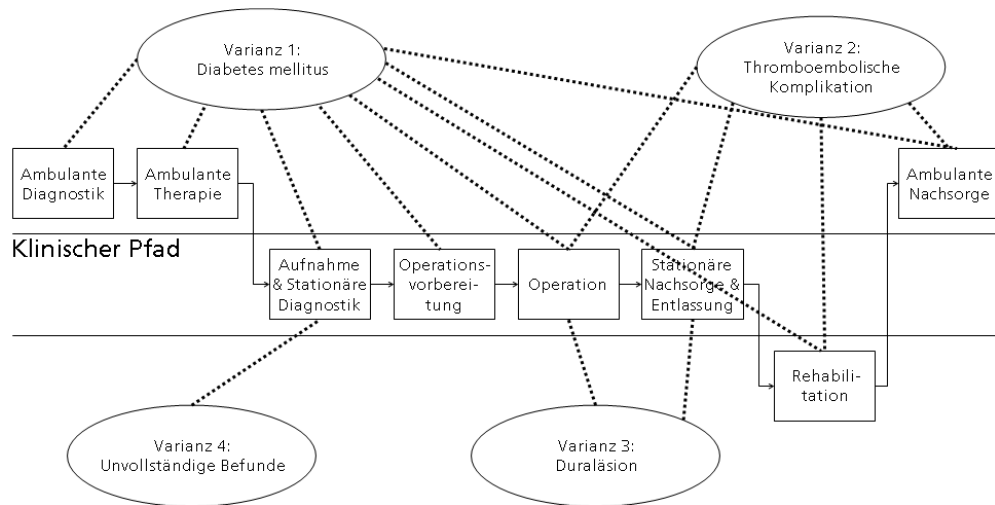 Varianz 1:
Diabetes mellitus
Varianz 2:
Thromboembolische
Komplikation
Ambulante
Diagnostik
Ambulante
Therapie
Ambulante
Nachsorge
Klinischer Pfad
Aufnahme
& Stationäre
Diagnostik
Operations-
vorberei-
tung
Operation
Stationäre
Nachsorge &
Entlassung
Rehabili-
tation
Varianz 4:
Unvollständige Befunde
Varianz 3:
Duraläsion